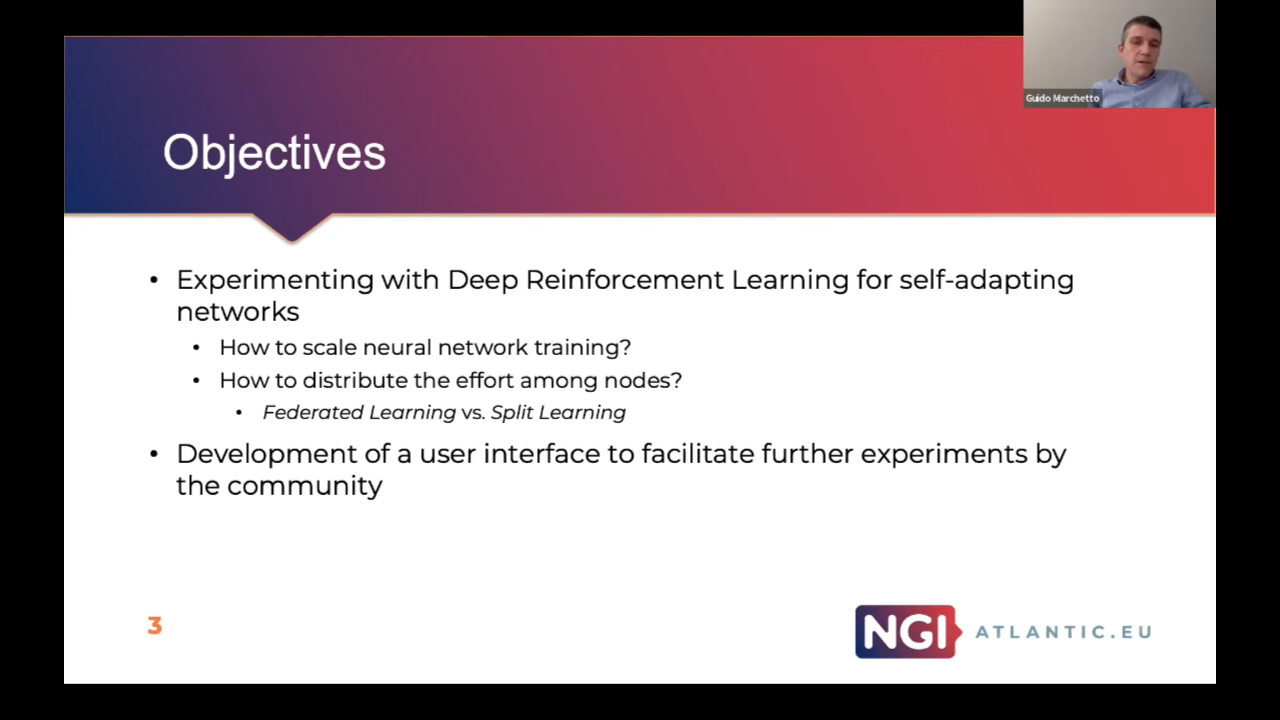 Guido Marchetto
Objectives
• Experimenting with Deep Reinforcement Learning for self-adapting
networks
• How to scale neural network training?
• How to distribute the effort among nodes?
• Federated Learning vs. Split Learning
• Development of a user interface to facilitate further experiments by
the community
3
NGI ATLANTIC.EU